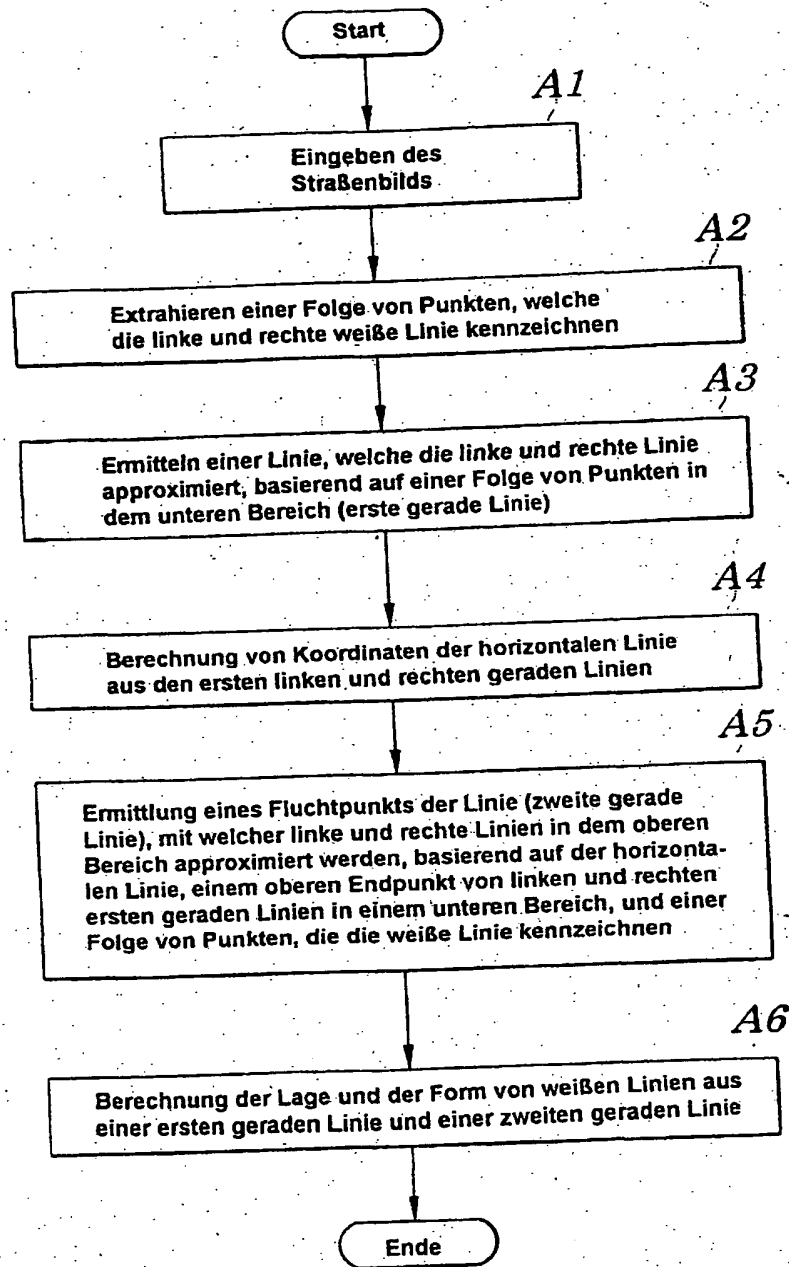 Start
A1
Eingeben des
Straßenbilds
A2
Extrahieren einer Folge von Punkten, welche
die linke und rechte weiße Linie kennzeichnen
A3
Ermitteln einer Linie, welche die linke und rechte Linie
approximiert, basierend auf einer Folge von Punkten in
dem unteren Bereich (erste gerade Linie)
A4
Berechnung von Koordinaten der horizontalen Linie
aus den ersten linken und rechten geraden Linien
A5
Ermittlung eines Fluchtpunkts der Linie (zweite gerade
Linie), mit welcher linke und rechte Linien in dem oberen
Bereich approximiert werden, basierend auf der horizonta-
len Linie, einem oberen Endpunkt von linken und rechten
ersten geraden Linien in einem unteren Bereich, und einer
Folge von Punkten, die die weiße Linie kennzeichnen
A6
Berechnung der Lage und der Form von weißen Linien aus
einer ersten geraden Linie und einer zweiten geraden Linie
Ende